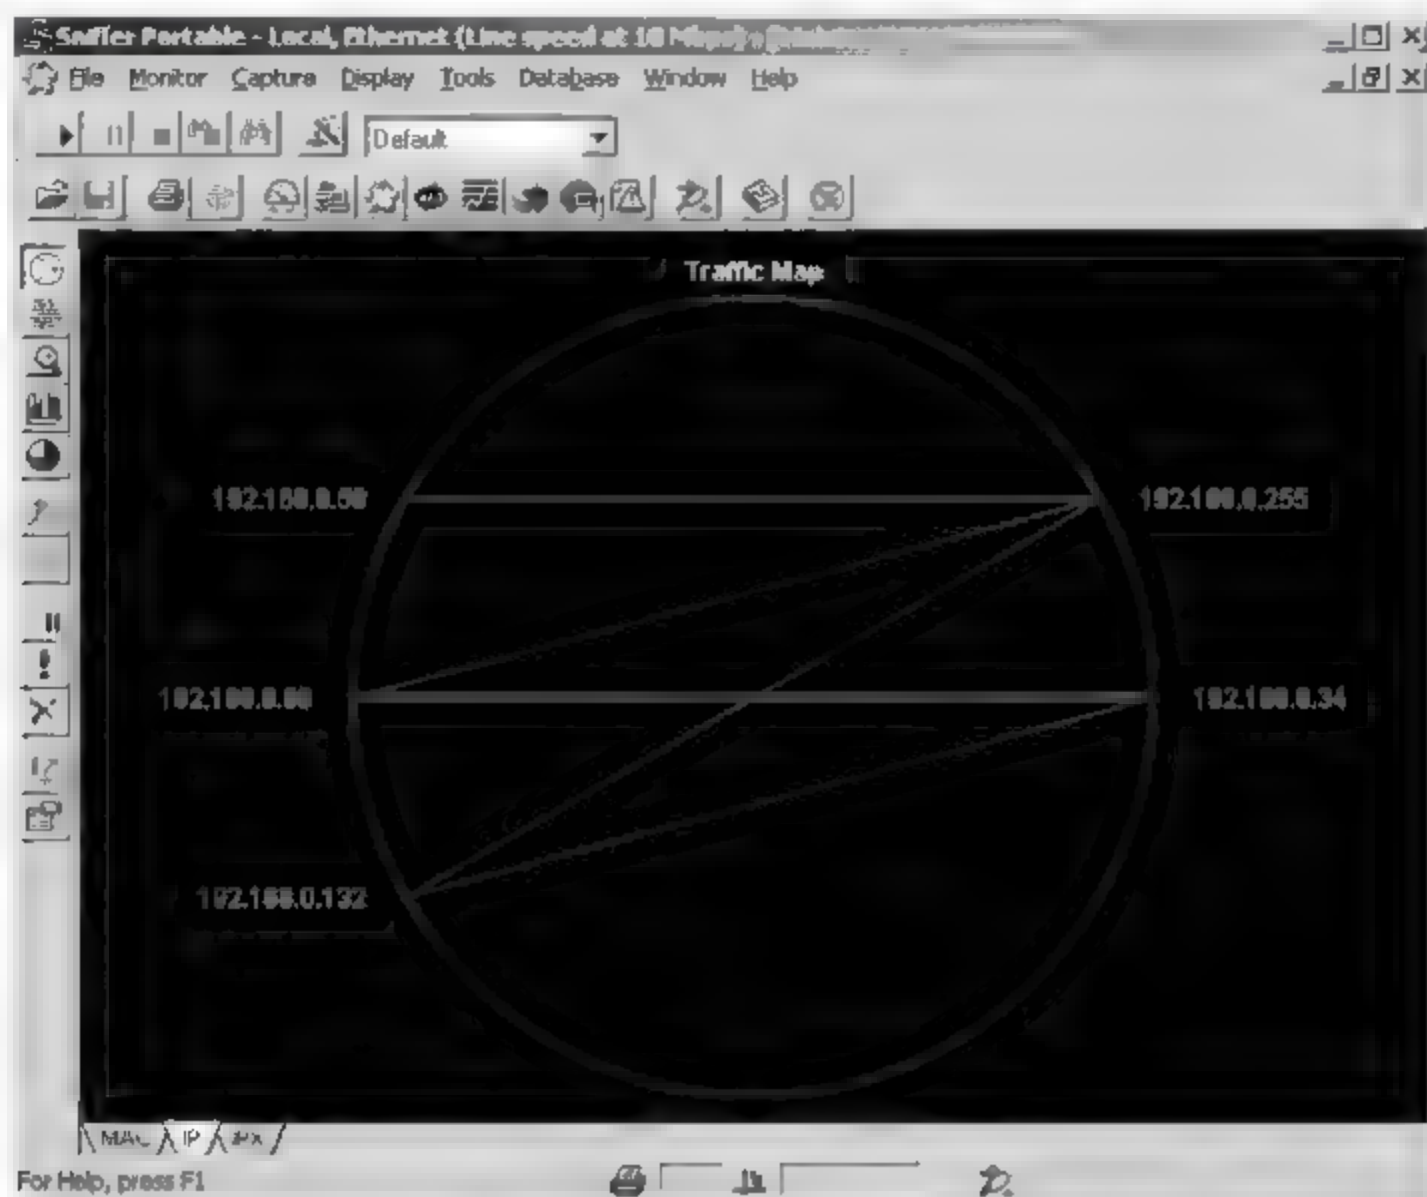 Sniffer Portable - Local, Ethernet (Line speed at 10 Mbps)
File Monitor Capture Display Tools Database Window Help
Default
Traffic Map
192.168.0.255
192.168.0.34
192.168.0.132
MAC IP IPX
For Help, press F1